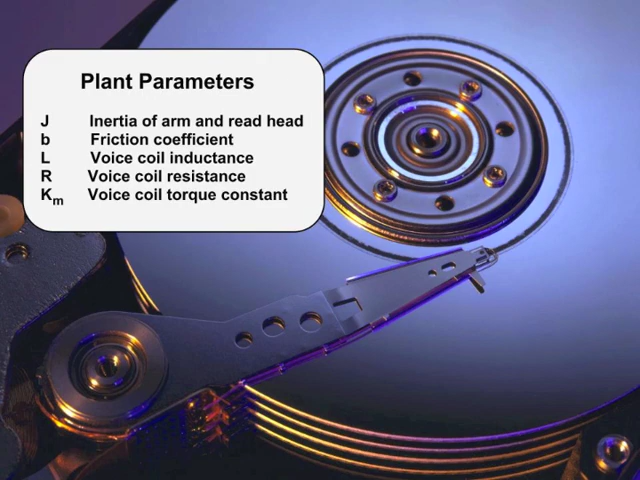 Plant Parameters
J Inertia of arm and read head
b Friction coefficient
L Voice coil inductance
R Voice coil resistance
Km Voice coil torque constant